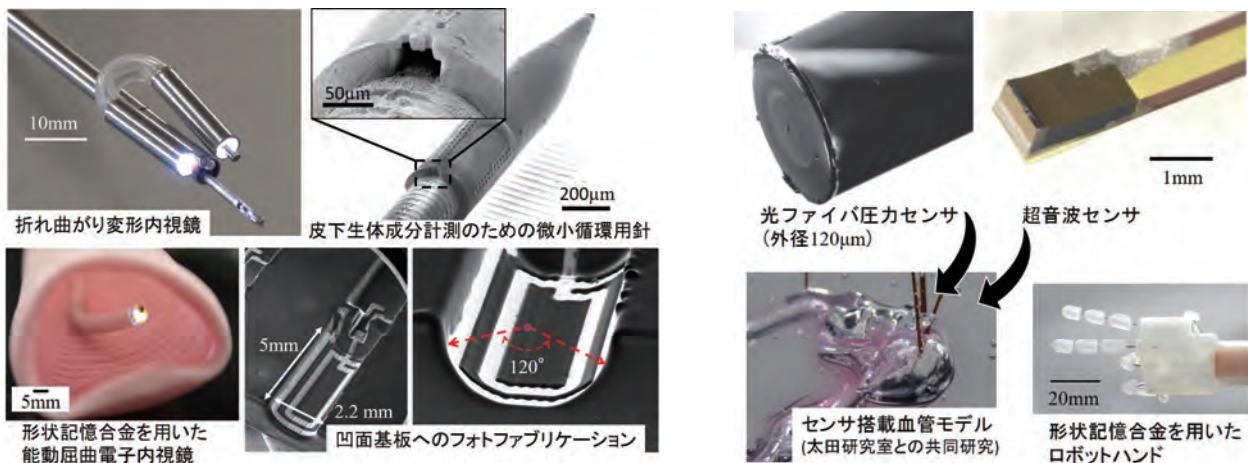 10mm
折れ曲がり変形内視鏡
50μm
200μm
皮下生体成分計測のための微小循環用針
5mm
形状記憶合金を用いた
能動屈曲電子内視鏡
5mm
2.2 mm
120°
凹面基板へのフォトファブリケーション
光ファイバ圧力センサ
(外径120μm)
1mm
超音波センサ
センサ搭載血管モデル
(太田研究室との共同研究)
20mm
形状記憶合金を用いた
ロボットハンド